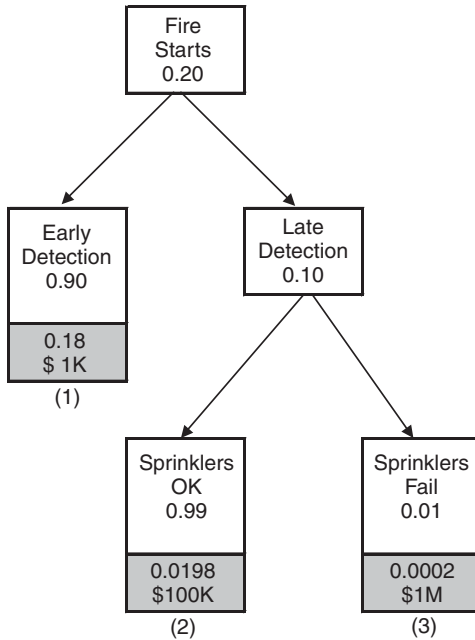 Fire
Starts
0.20
Early
Detection
0.90
0.18
$ 1K
(1)
Late
Detection
0.10
Sprinklers
OK
0.99
0.0198
$100K
(2)
Sprinklers
Fail
0.01
0.0002
$1M
(3)